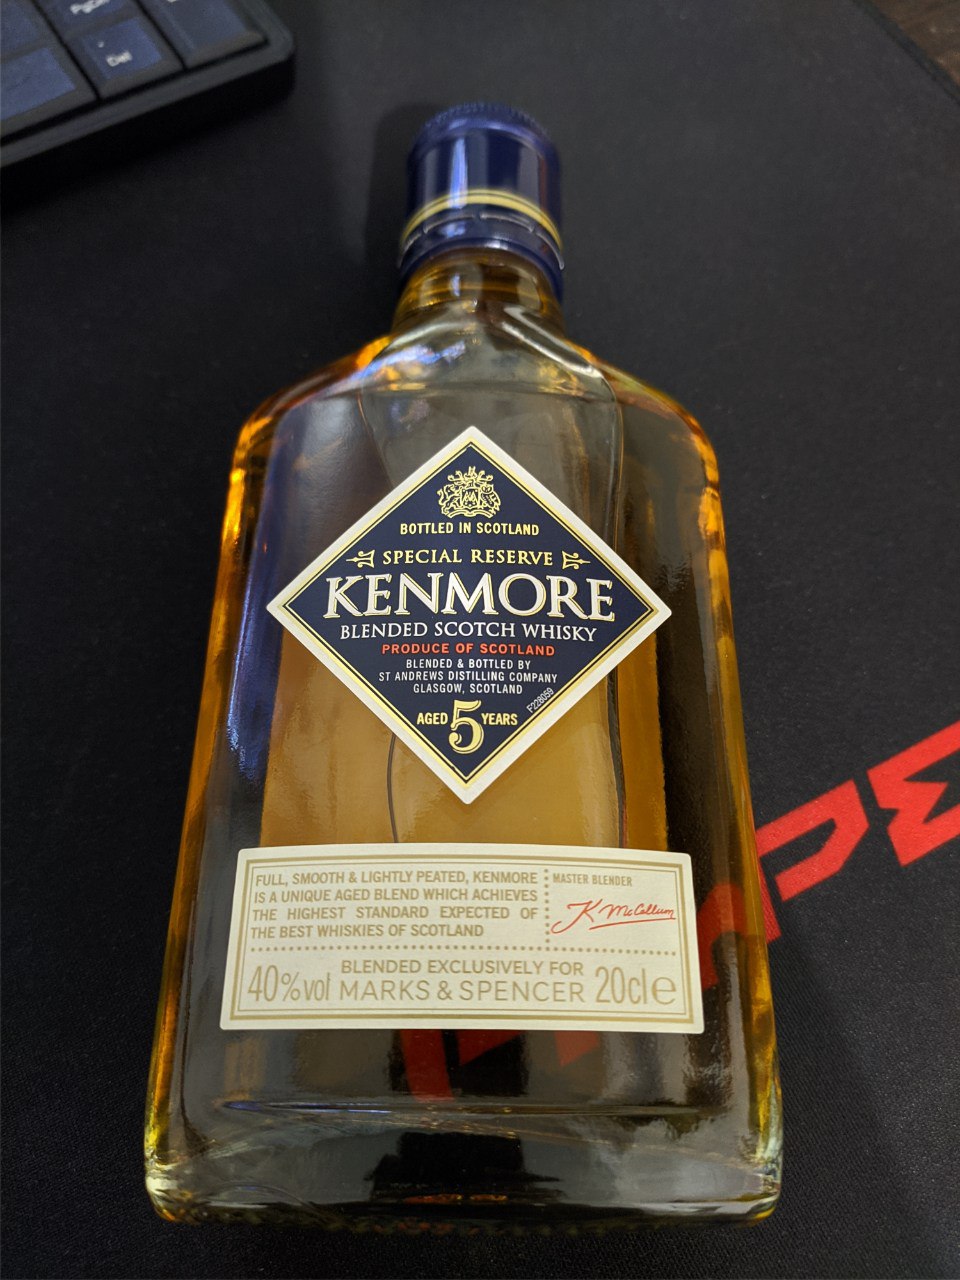 Del
BOTTLED IN SCOTLAND
SPECIAL RESERVE
KENMORE
BLENDED SCOTCH WHISKY
PRODUCE OF SCOTLAND
BLENDED & BOTTLED BY
ST ANDREWS DISTILLING COMPANY
GLASGOW, SCOTLAND
F228059
AGED 5 YEARS
FULL, SMOOTH & LIGHTLY PEATED, KENMORE
IS A UNIQUE AGED BLEND WHICH ACHIEVES
THE HIGHEST STANDARD EXPECTED OF
THE BEST WHISKIES OF SCOTLAND
MASTER BLENDER
K McCallum
40%vol
BLENDED EXCLUSIVELY FOR
MARKS & SPENCER
20cl e